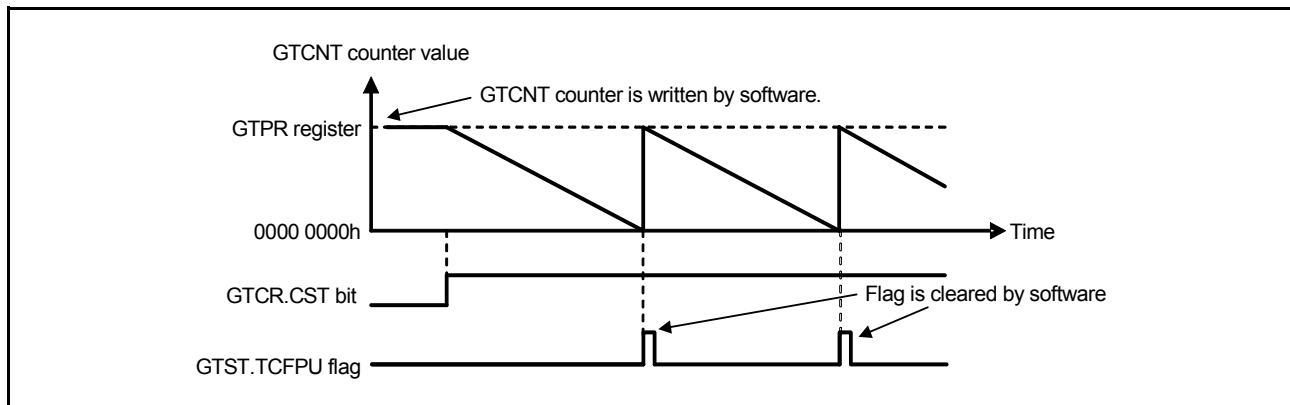 GTCNT counter value
GTCNT counter is written by software.
GTPR register
0000 0000h
Time
GTCR.CST bit
Flag is cleared by software
GTST.TCFPU flag